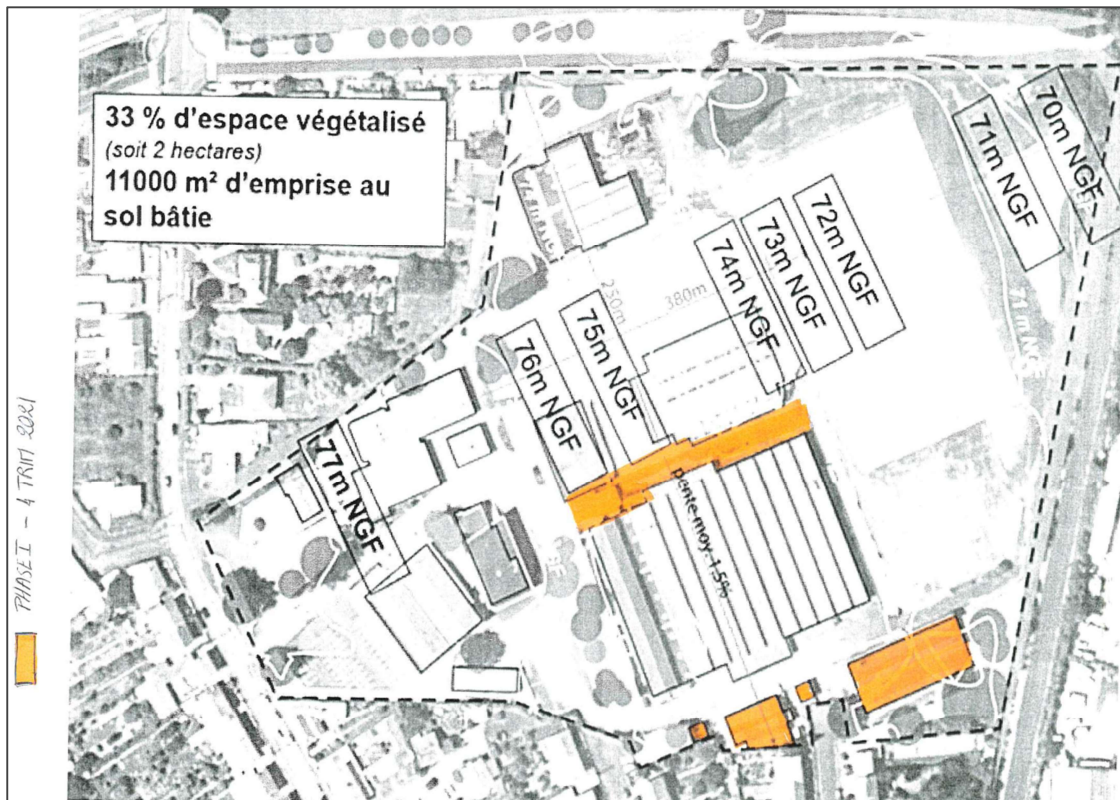 33 % d'espace végétalisé
(soit 2 hectares)
11000 m² d'emprise au
sol bâtie
70m NGF
71m NGF
72m NGF
73m NGF
74m NGF
75m NGF
76m NGF
77m NGF
250m
380m
71mNGF
pente moy. 1.5%
PHASE I - 4 TRIM 2021